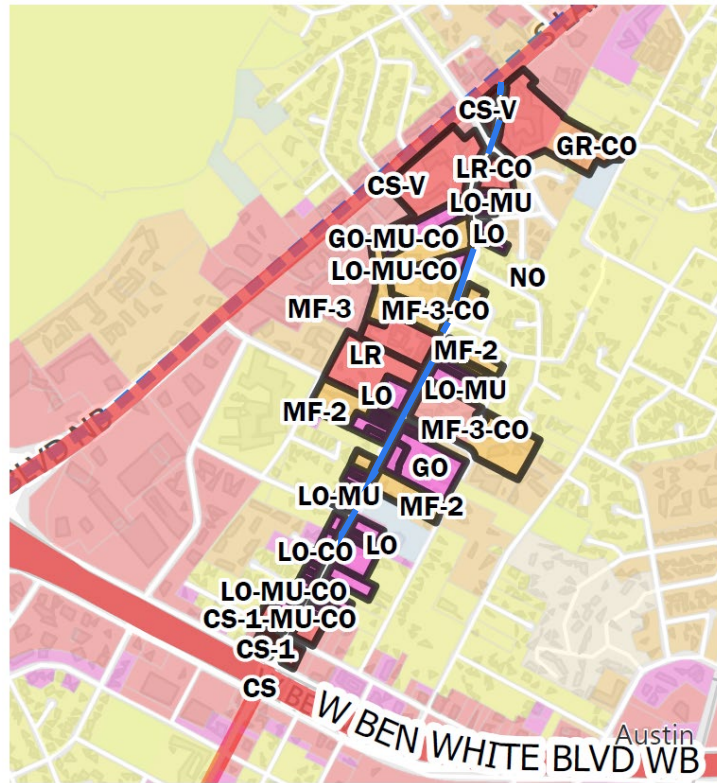 CS-V
GR-CO
LR-CO
CS-V
LO-MU
LO
GO-MU-CO
LO-MU-CO
NO
MF-3
MF-3-CO
LR
MF-2
LO
LO-MU
MF-2
MF-3-CO
GO
LO-MU
MF-2
LO-CO
LO
LO-MU-CO
CS-1-MU-CO
CS-1
CS
W BEN WHITE BLVD WB
Austin